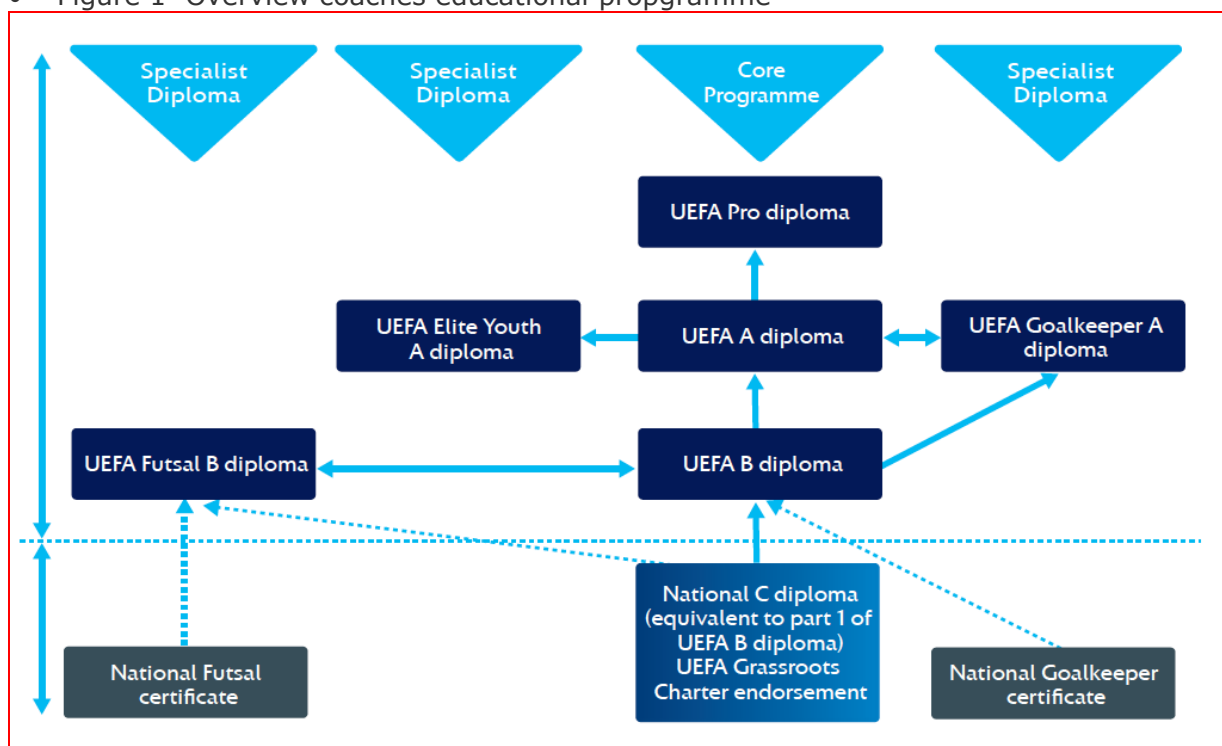 • Figure 1 Overview coaches educational propgramme
Specialist
Diploma
Specialist
Diploma
Core
Programme
Specialist
Diploma
UEFA Pro diploma
UEFA Elite Youth
A diploma
UEFA A diploma
UEFA Goalkeeper A
diploma
UEFA Futsal B diploma
UEFA B diploma
National C diploma
(equivalent to part 1 of
UEFA B diploma)
UEFA Grassroots
Charter endorsement
National Futsal
certificate
National Goalkeeper
certificate